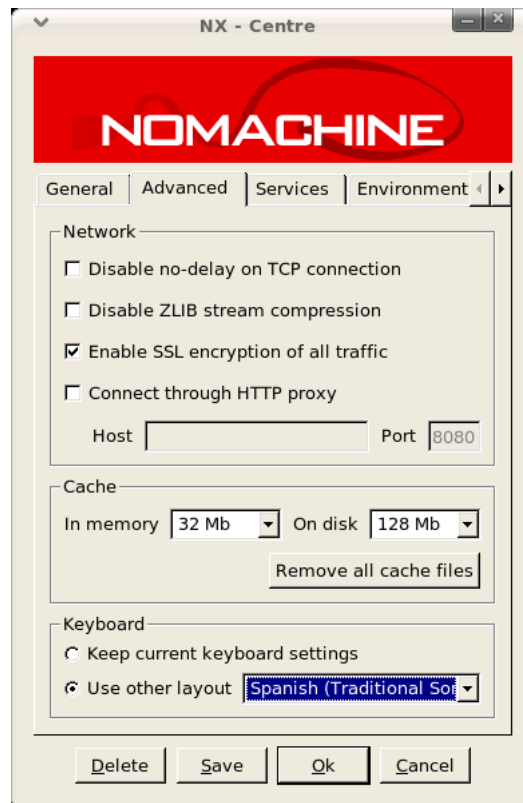 NX - Centre
NOMACHINE
General Advanced Services Environment
Network
Disable no-delay on TCP connection
Disable ZLIB stream compression
Enable SSL encryption of all traffic
Connect through HTTP proxy
Host Port 8080
Cache
In memory 32 Mb On disk 128 Mb
Remove all cache files
Keyboard
Keep current keyboard settings
Use other layout Spanish (Traditional Sor
Delete Save Ok Cancel